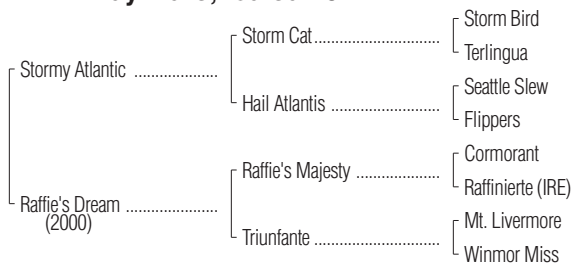 Storm Bird
Storm Cat
Terlingua
Stormy Atlantic
Seattle Slew
Hail Atlantis
Flippers
Cormorant
Raffie's Majesty
Raffinierte (IRE)
Raffie's Dream
(2000)
Mt. Livermore
Triunfante
Winmor Miss